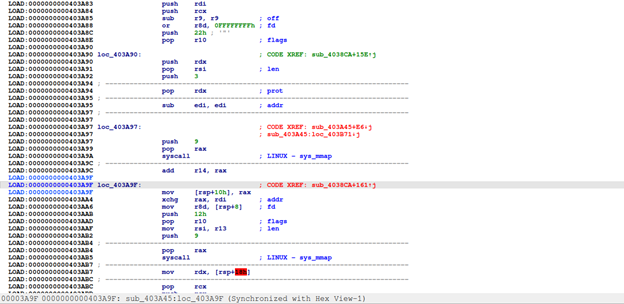 LOAD:0000000000403A83 push rdi
LOAD:0000000000403A84 push rcx
LOAD:0000000000403A85 sub r9, r9 ; off
LOAD:0000000000403A88 or r8d, 0FFFFFFFFh ; fd
LOAD:0000000000403A8C push 22h ; '"'
LOAD:0000000000403A8E pop r10 ; flags
LOAD:0000000000403A90
LOAD:0000000000403A90 loc_403A90: ; CODE XREF: sub_4038CA+15E↑j
LOAD:0000000000403A90 push rdx
LOAD:0000000000403A91 pop rsi ; len
LOAD:0000000000403A92 push 3
LOAD:0000000000403A94 ; ---------------------------------------------------------------------------
LOAD:0000000000403A94 pop rdx ; prot
LOAD:0000000000403A95 ; ---------------------------------------------------------------------------
LOAD:0000000000403A95 sub edi, edi ; addr
LOAD:0000000000403A97 ; ---------------------------------------------------------------------------
LOAD:0000000000403A97
LOAD:0000000000403A97 loc_403A97: ; CODE XREF: sub_403A45+E6↓j
LOAD:0000000000403A97 ; sub_403A45:loc_403B71↓j
LOAD:0000000000403A97 push 9
LOAD:0000000000403A99 pop rax
LOAD:0000000000403A9A syscall ; LINUX - sys_mmap
LOAD:0000000000403A9C ; ---------------------------------------------------------------------------
LOAD:0000000000403A9C add r14, rax
LOAD:0000000000403A9F
LOAD:0000000000403A9F loc_403A9F: ; CODE XREF: sub_4038CA+161↑j
LOAD:0000000000403A9F mov [rsp+10h], rax
LOAD:0000000000403AA4 xchg rax, rdi ; addr
LOAD:0000000000403AA6 mov r8d, [rsp+8] ; fd
LOAD:0000000000403AAB push 12h
LOAD:0000000000403AAD pop r10 ; flags
LOAD:0000000000403AAF mov rsi, r13 ; len
LOAD:0000000000403AB2 push 9
LOAD:0000000000403AB4 ; ---------------------------------------------------------------------------
LOAD:0000000000403AB4 pop rax
LOAD:0000000000403AB5 syscall ; LINUX - sys_mmap
LOAD:0000000000403AB7 ; ---------------------------------------------------------------------------
LOAD:0000000000403AB7 mov rdx, [rsp+
LOAD:0000000000403ABC ; ---------------------------------------------------------------------------
LOAD:0000000000403ABC pop rcx
00003A9F 0000000000403A9F: sub_403A45:loc_403A9F (Synchronized with Hex View-1)